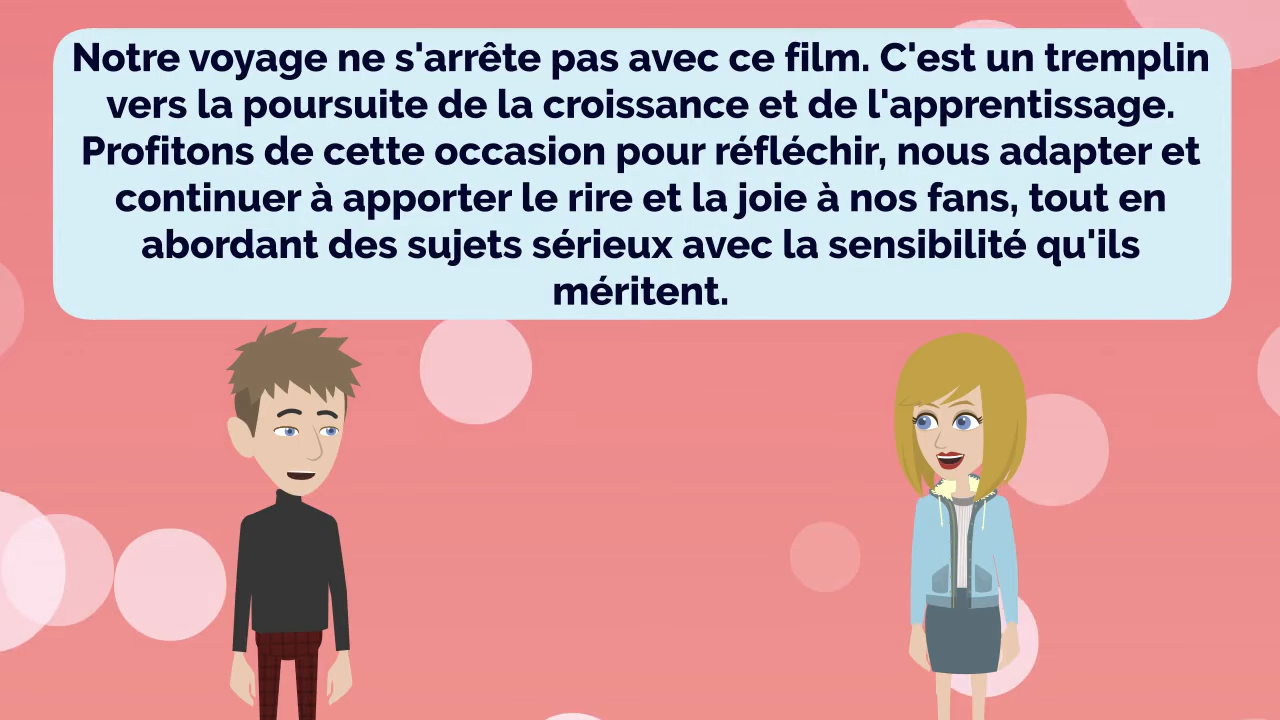 Notre voyage ne s'arrête pas avec ce film. C'est un tremplin
vers la poursuite de la croissance et de l'apprentissage.
Profitons de cette occasion pour réfléchir, nous adapter et
continuer à apporter le rire et la joie à nos fans, tout en
abordant des sujets sérieux avec la sensibilité qu'ils
méritent.